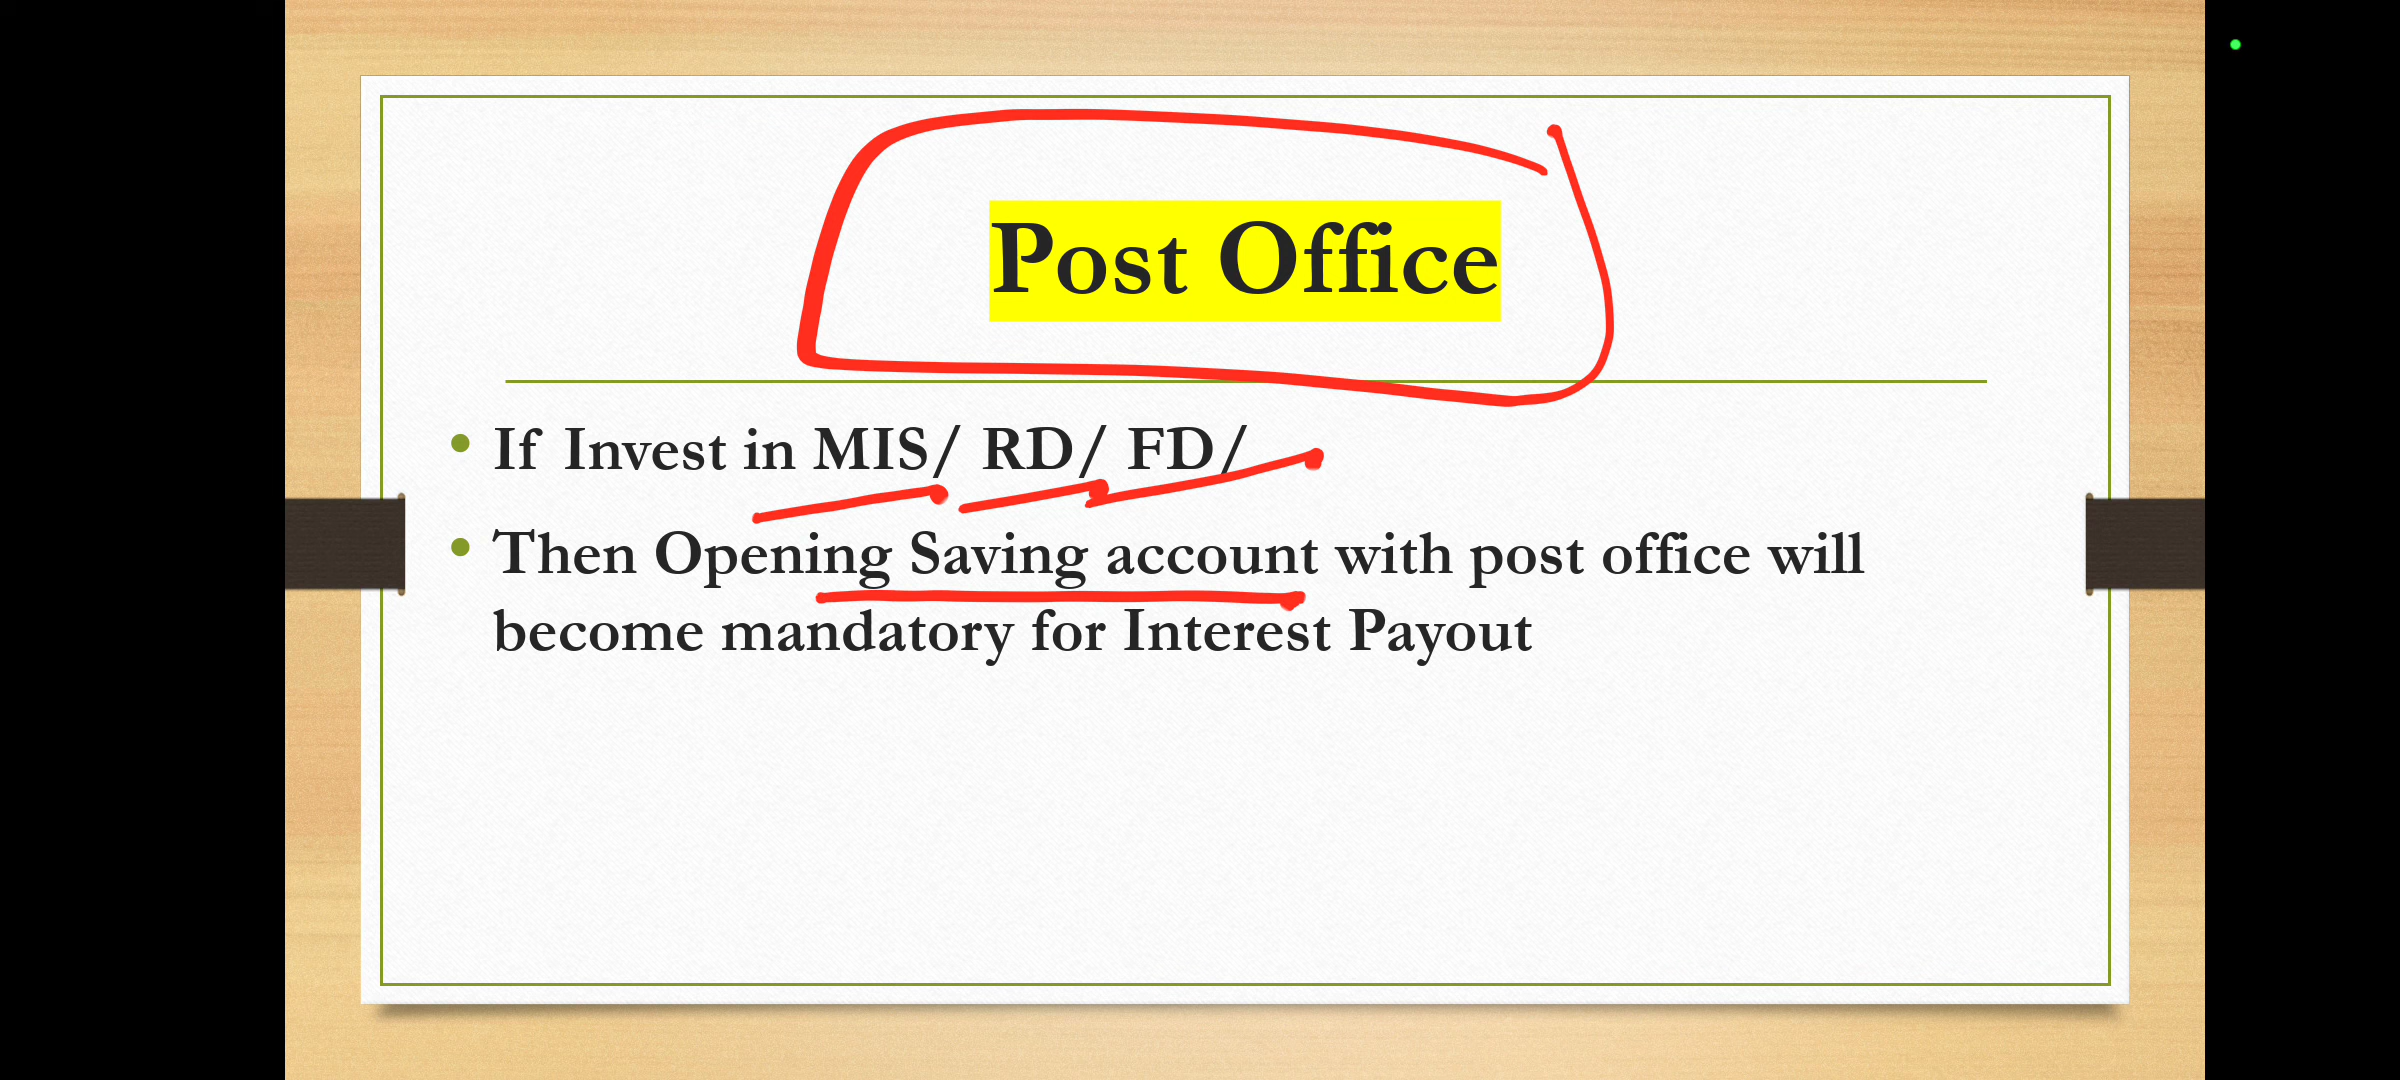 Post Office
If Invest in MIS/ RD/ FD/
Then Opening Saving account with post office will
become mandatory for Interest Payout